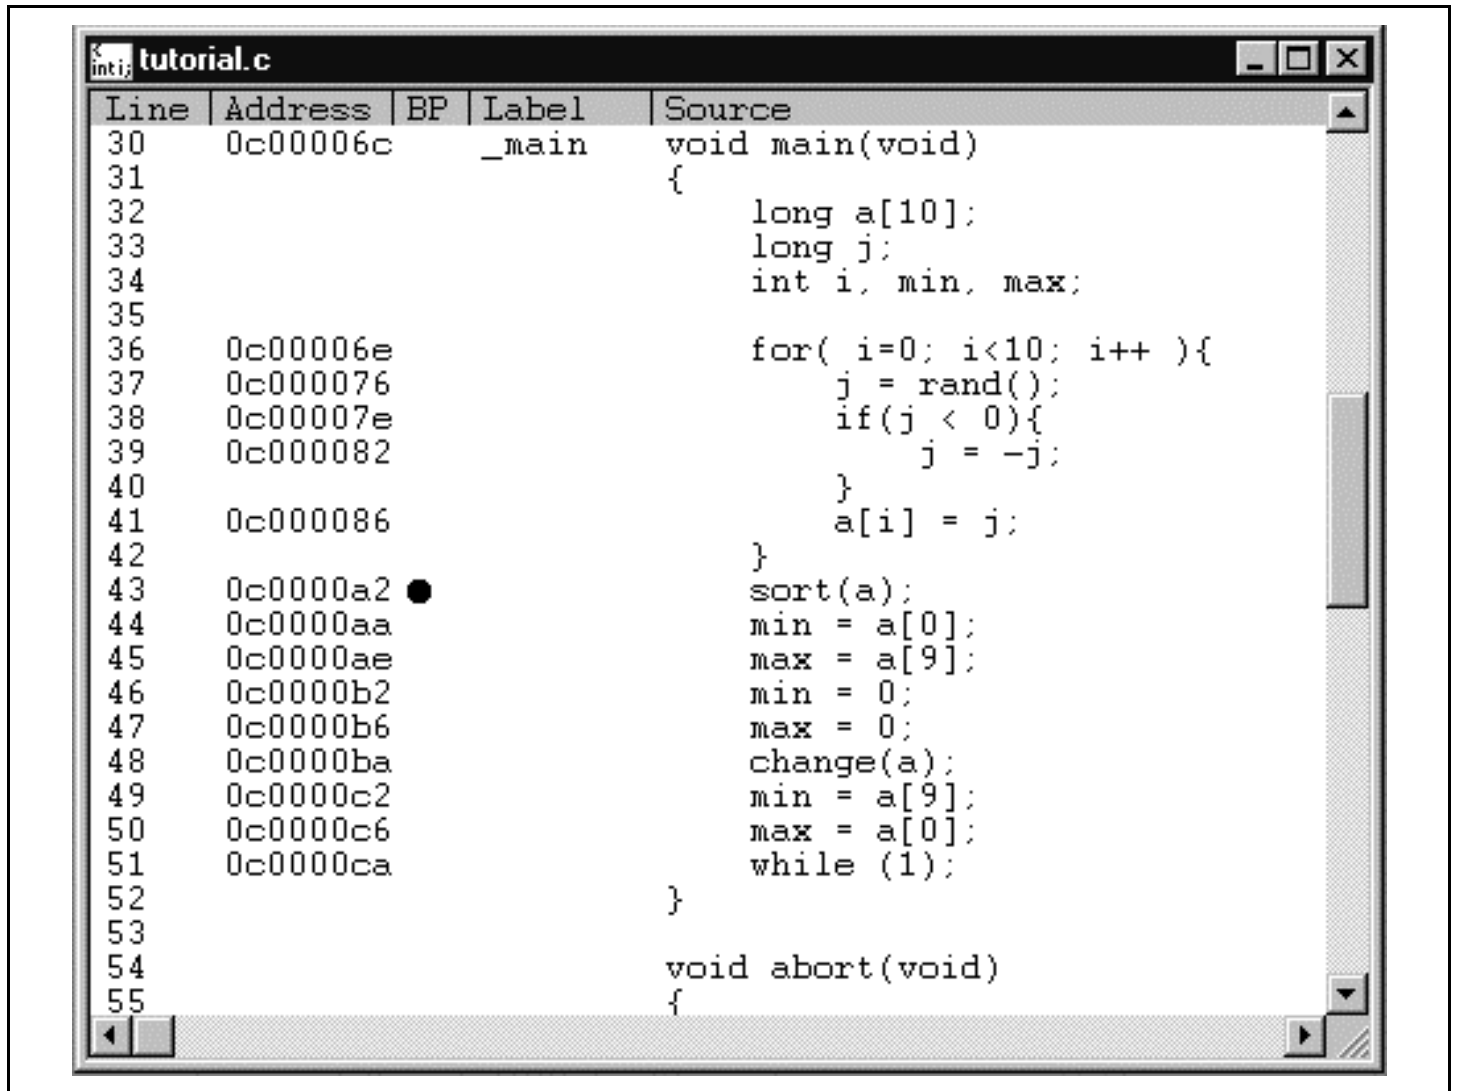 < int i; tutorial.c
Line Address BP Label Source
30 0c00006c _main void main(void)
31 {
32 long a[10];
33 long j;
34 int i, min, max;
35
36 0c00006e for( i=0; i<10; i++ ){
37 0c000076 j = rand();
38 0c00007e if(j < 0){
39 0c000082 j = -j;
40 }
41 0c000086 a[i] = j;
42 }
43 0c0000a2 sort(a);
44 0c0000aa min = a[0];
45 0c0000ae max = a[9];
46 0c0000b2 min = 0;
47 0c0000b6 max = 0;
48 0c0000ba change(a);
49 0c0000c2 min = a[9];
50 0c0000c6 max = a[0];
51 0c0000ca while (1);
52 }
53
54 void abort(void)
55 {